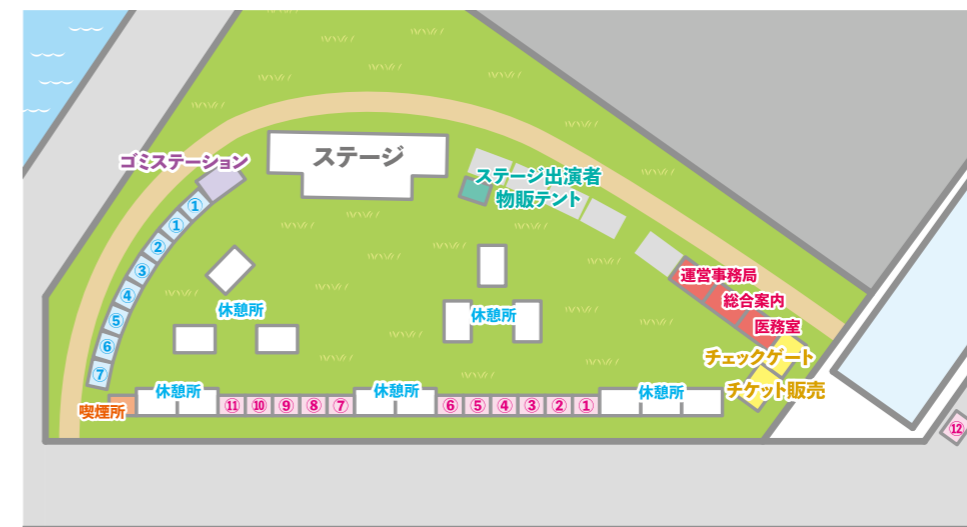 ステージ
ゴミステーション
ステージ出演者
物販テント
①
①
②
③
④
⑤
⑥
⑦
休憩所
休憩所
運営事務局
総合案内
医務室
チェックゲート
チケット販売
喫煙所
休憩所
⑪
⑩
⑨
⑧
⑦
休憩所
⑥
⑤
④
③
②
①
休憩所
⑫